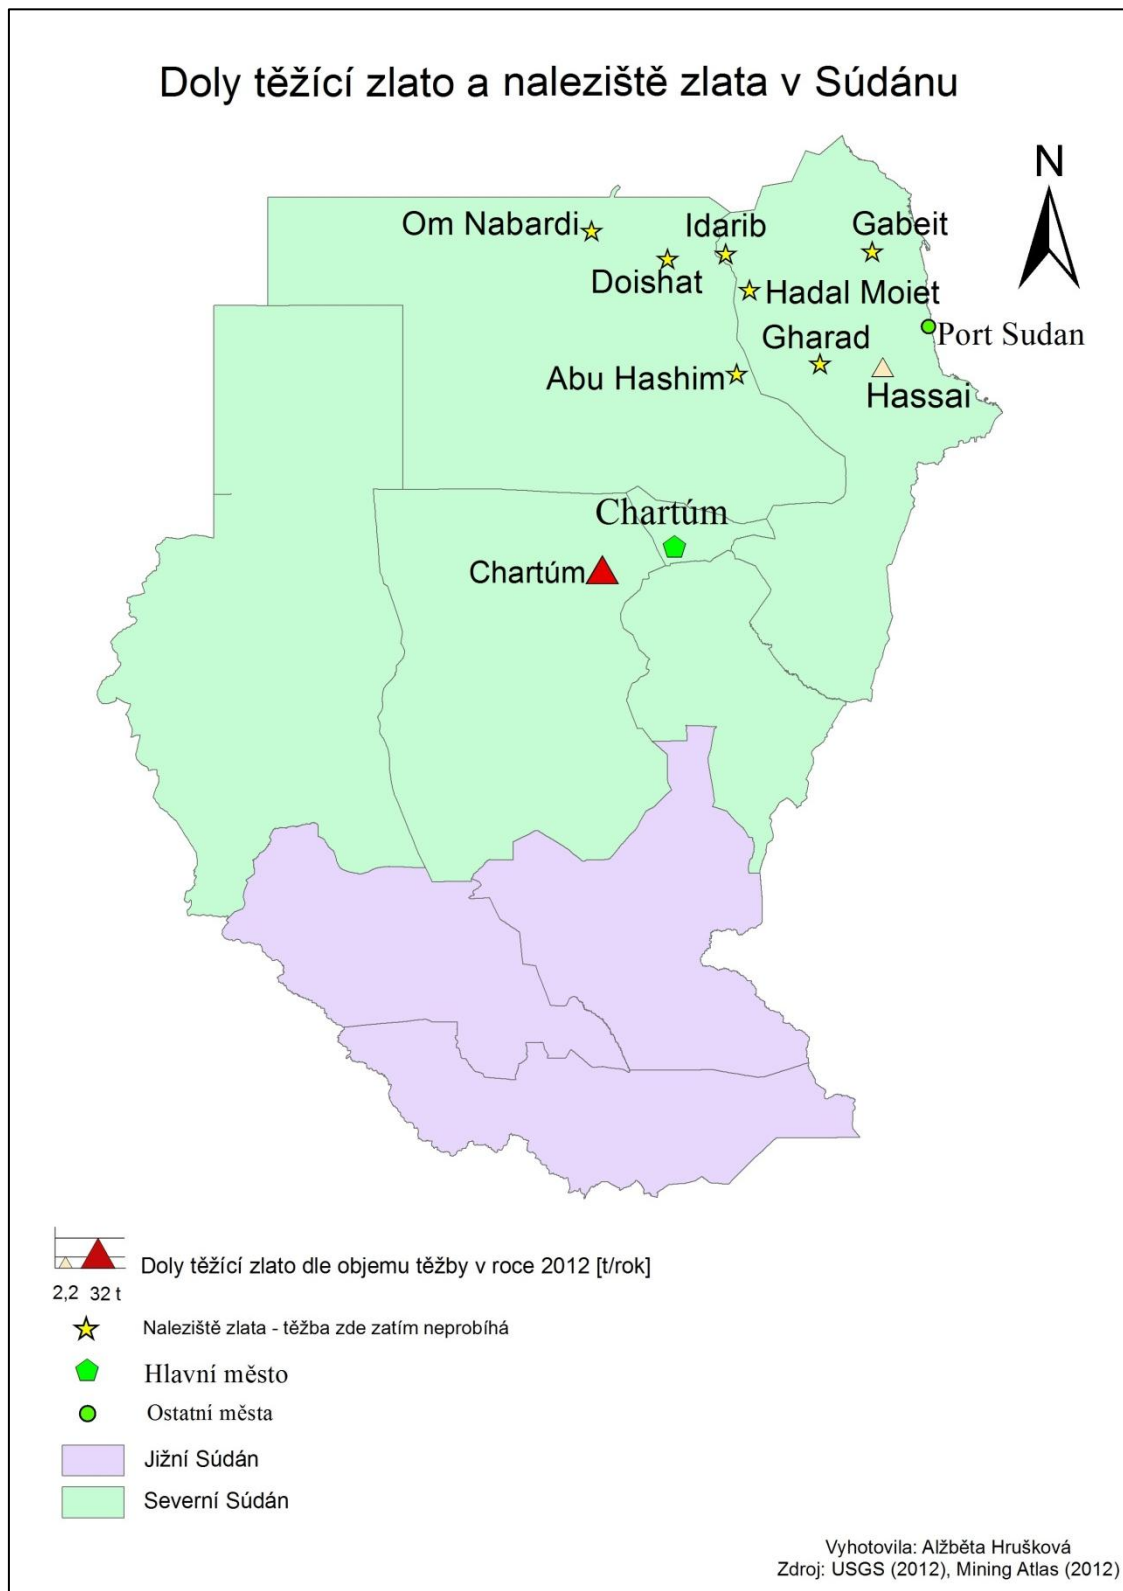 Doly těžící zlato a naleziště zlata v Súdánu
N
Om Nabardi
Idarib
Gabeit
Doishat
Hadal Moiet
Port Sudan
Gharad
Abu Hashim
Hassai
Chartúm
Chartúm
Doly těžící zlato dle objemu těžby v roce 2012 [t/rok]
2,2 32 t
Naleziště zlata - těžba zde zatím neprobíhá
Hlavní město
Ostatní města
Jižní Súdán
Severní Súdán
Vyhotovila: Alžběta Hrušková
Zdroj: USGS (2012), Mining Atlas (2012)